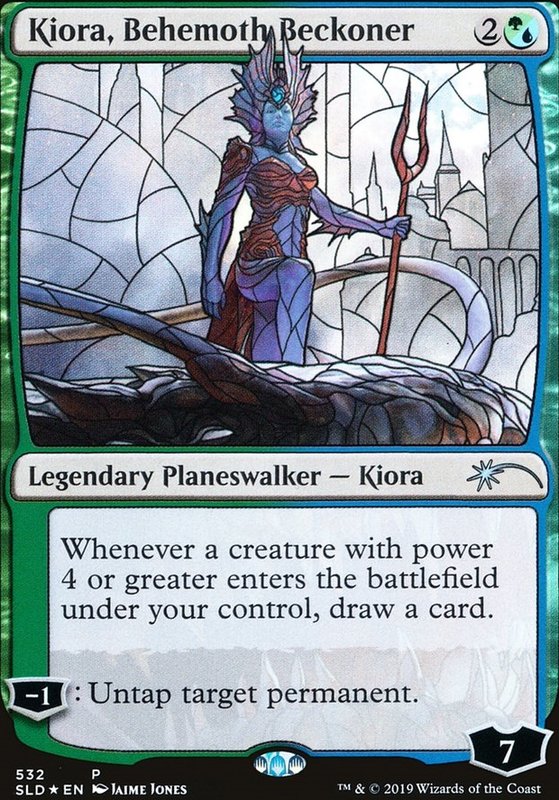 Kiora, Behemoth Beckoner 2
Legendary Planeswalker — Kiora
Whenever a creature with power
4 or greater enters the battlefield
under your control, draw a card.
−1 : Untap target permanent.
7
532 P
SLD ★ EN JAIME JONES
™ & © 2019 Wizards of the Coast